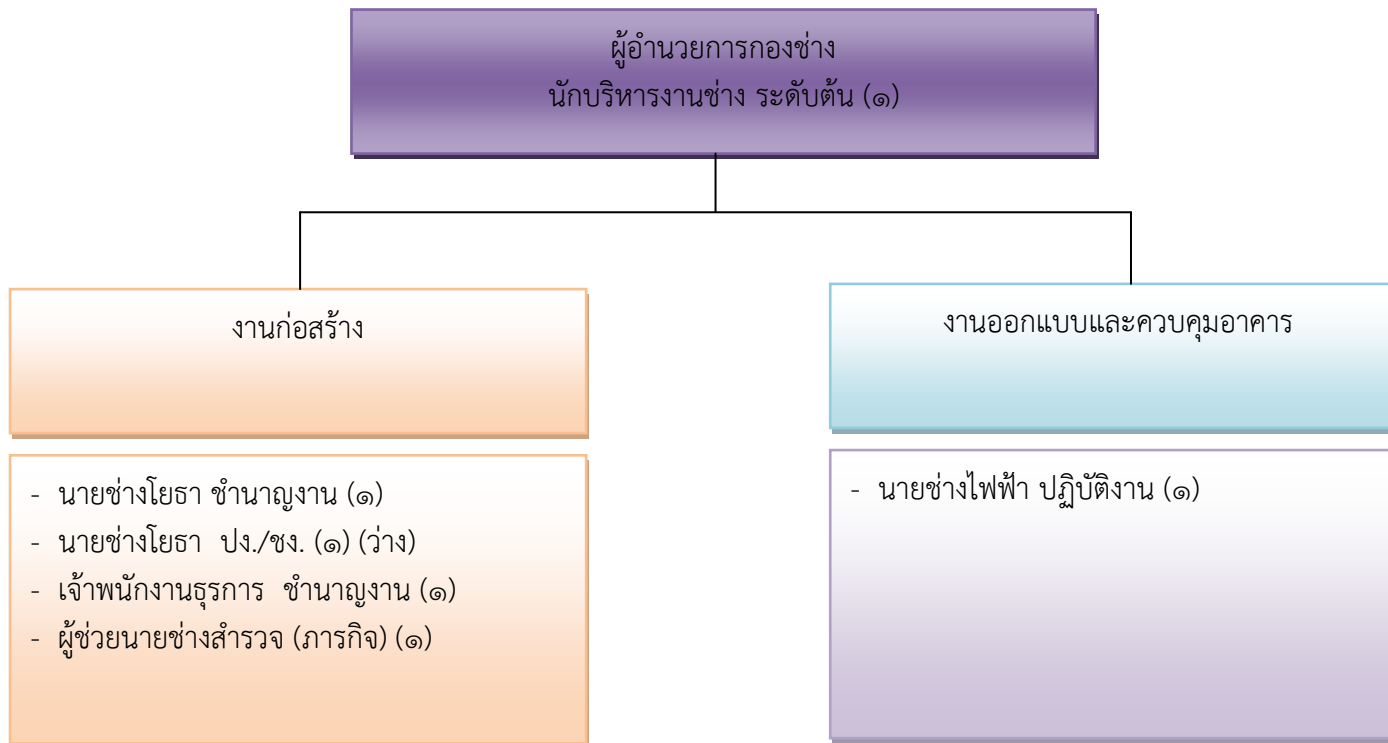 ผู้อำนวยการกองช่าง
นักบริหารงานช่าง ระดับต้น (๑)
งานก่อสร้าง
- นายช่างโยธา ชำนาญงาน (๑)
- นายช่างโยธา ปง./ชง. (๑) (ว่าง)
- เจ้าพนักงานธุรการ ชำนาญงาน (๑)
- ผู้ช่วยนายช่างสำรวจ (ภารกิจ) (๑)
งานออกแบบและควบคุมอาคาร
- นายช่างไฟฟ้า ปฏิบัติงาน (๑)